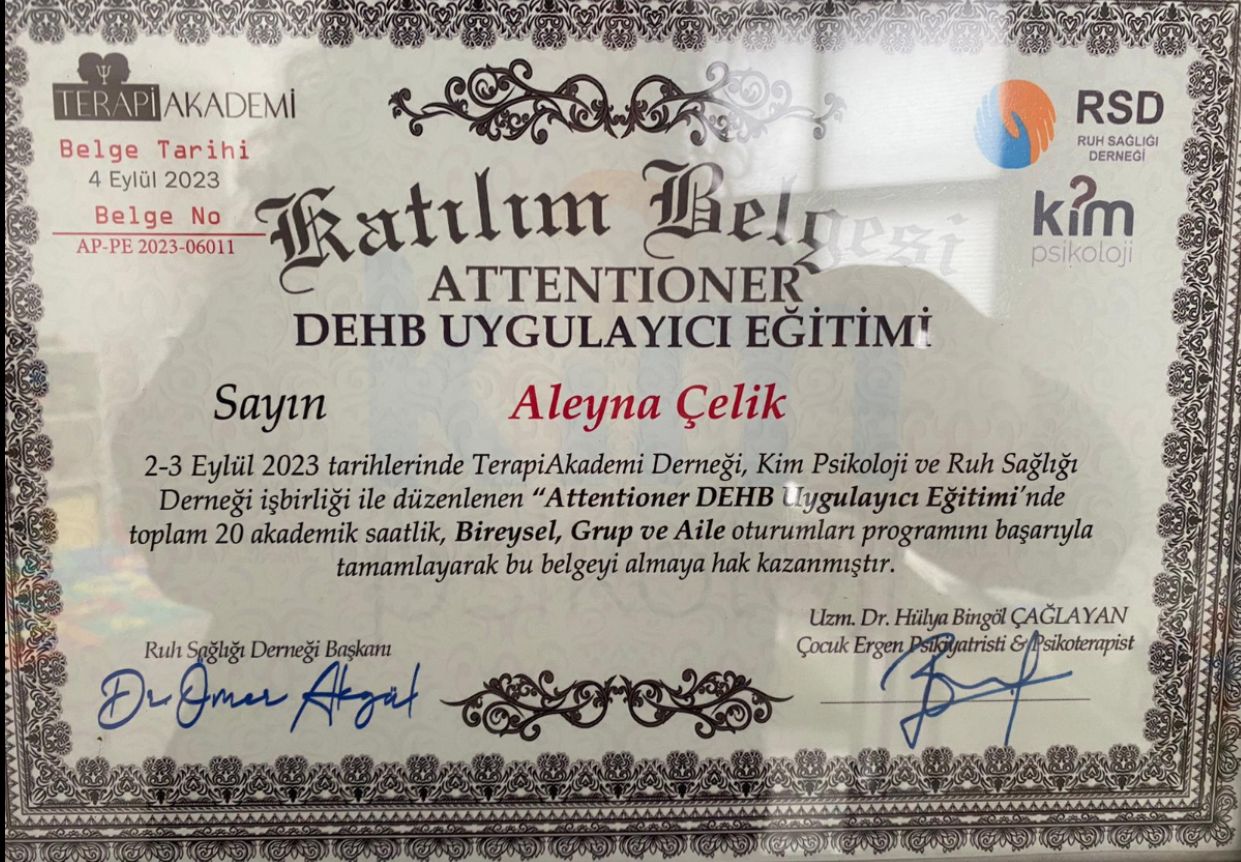 TERAPİ AKADEMİ
RSD
RUH SAĞLIĞI
DERNEĞİ
Belge Tarihi
4 Eylül 2023
Belge No
AP-PE 2023-06011
kim
psikoloji
Katılım Belgesi
ATTENTIONER
DEHB UYGULAYICI EĞİTİMİ
Sayın Aleyna Çelik
2-3 Eylül 2023 tarihlerinde TerapiAkademi Derneği, Kim Psikoloji ve Ruh Sağlığı
Derneği işbirliği ile düzenlenen “Attentioner DEHB Uygulayıcı Eğitimi’nde
toplam 20 akademik saatlik, Bireysel, Grup ve Aile oturumları programını başarıyla
tamamlayarak bu belgeyi almaya hak kazanmıştır.
Uzm. Dr. Hülya Bingöl ÇAĞLAYAN
Çocuk Ergen Psikiyatristi & Psikoterapist
Ruh Sağlığı Derneği Başkanı
Dr. Ömer Akgül